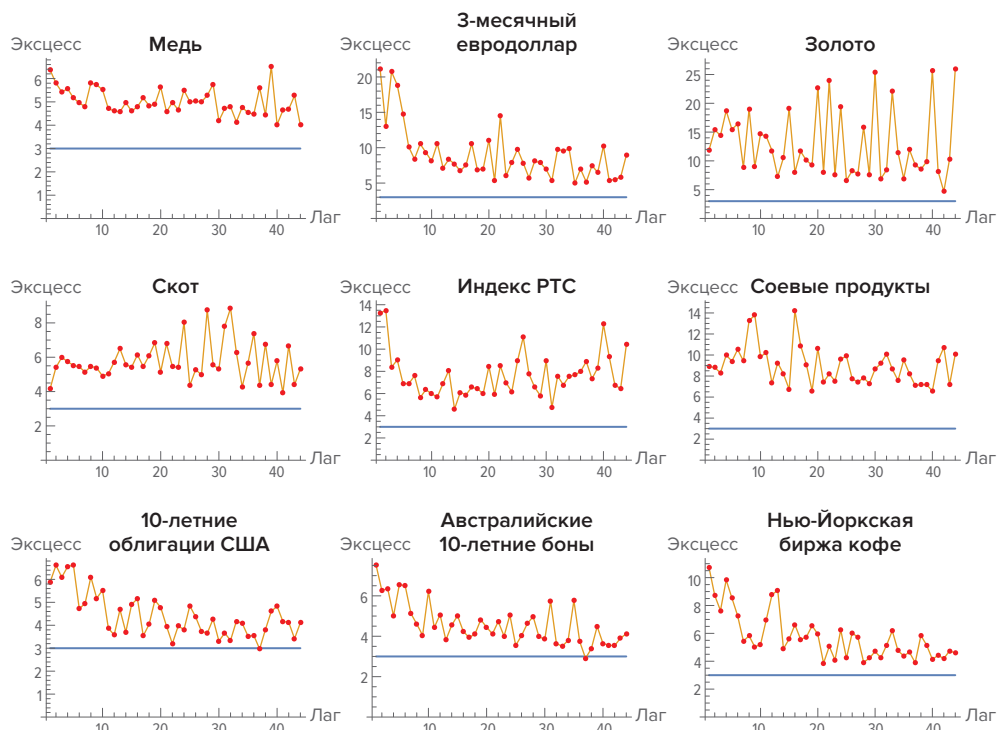 Эксцесс
Медь
6
5
4
3
2
1
10
20
30
40
Лаг
3-месячный
евродоллар
Эксцесс
20
15
10
5
10
20
30
40
Лаг
Эксцесс
Золото
25
20
15
10
5
10
20
30
40
Лаг
Эксцесс
Скот
8
6
4
2
10
20
30
40
Лаг
Эксцесс
Индекс РТС
14
12
10
8
6
4
2
10
20
30
40
Лаг
Эксцесс
Соевые продукты
14
12
10
8
6
4
2
10
20
30
40
Лаг
10-летние
Эксцесс
облигации США
6
5
4
3
2
2
1
10
20
30
40
Лаг
Австралийские
Эксцесс
10-летние боны
6
4
2
10
20
30
40
Лаг
Нью-Йоркская
Эксцесс
биржа кофе
10
8
6
4
2
10
20
30
40
Лаг